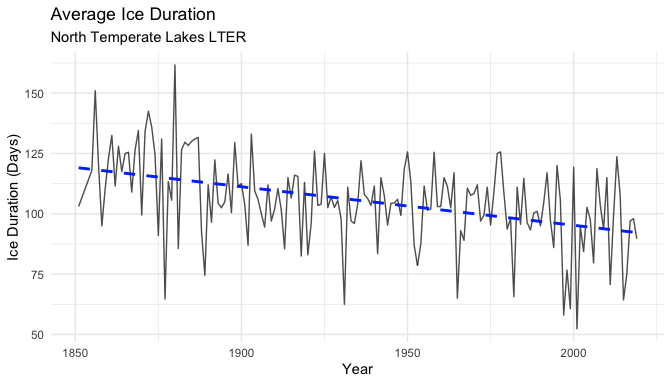 Average Ice Duration
North Temperate Lakes LTER
Ice Duration (Days)
150
125
100
75
50
1850
1900
1950
2000
Year